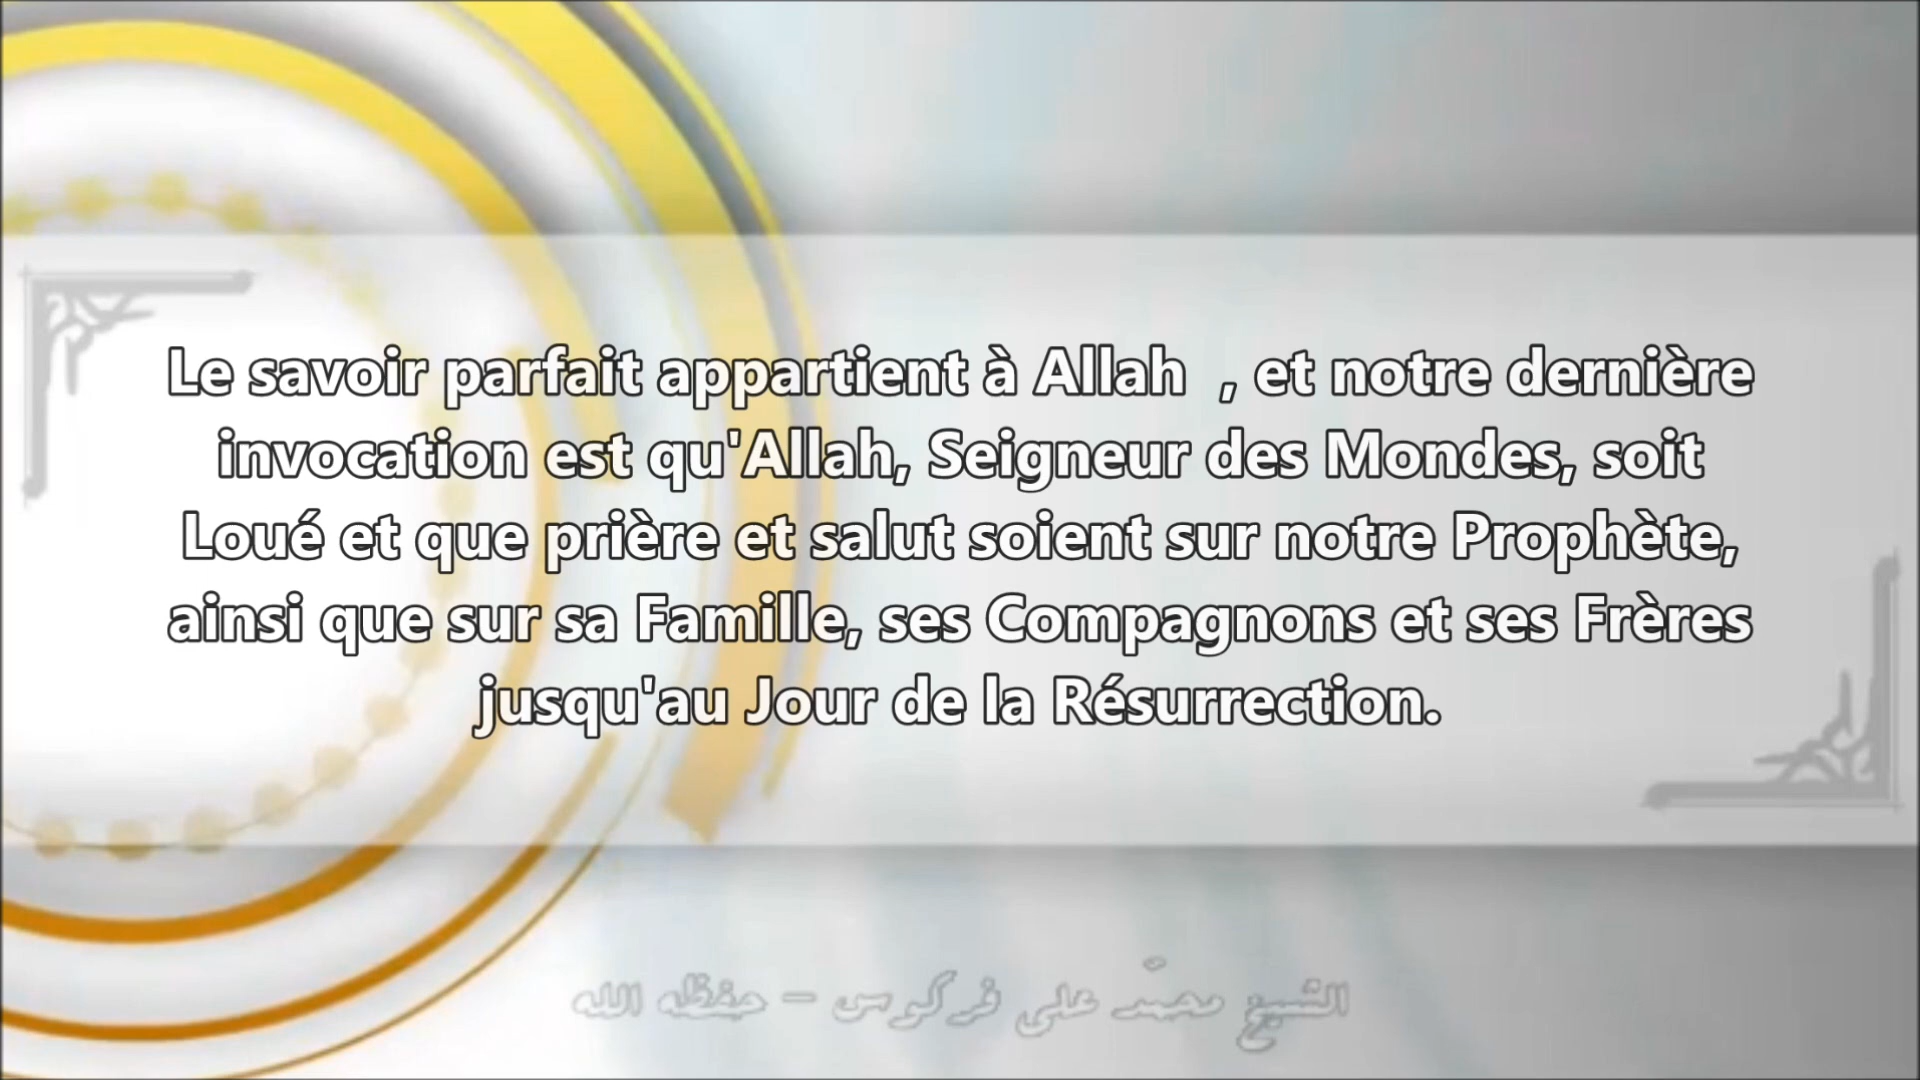 Le savoir parfait appartient à Allah  , et notre dernière
invocation est qu'Allah, Seigneur des Mondes, soit
Loué et que prière et salut soient sur notre Prophète,
ainsi que sur sa Famille, ses Compagnons et ses Frères
jusqu'au Jour de la Résurrection.
الشيخ محمّد علي فركوس – حفظه الله